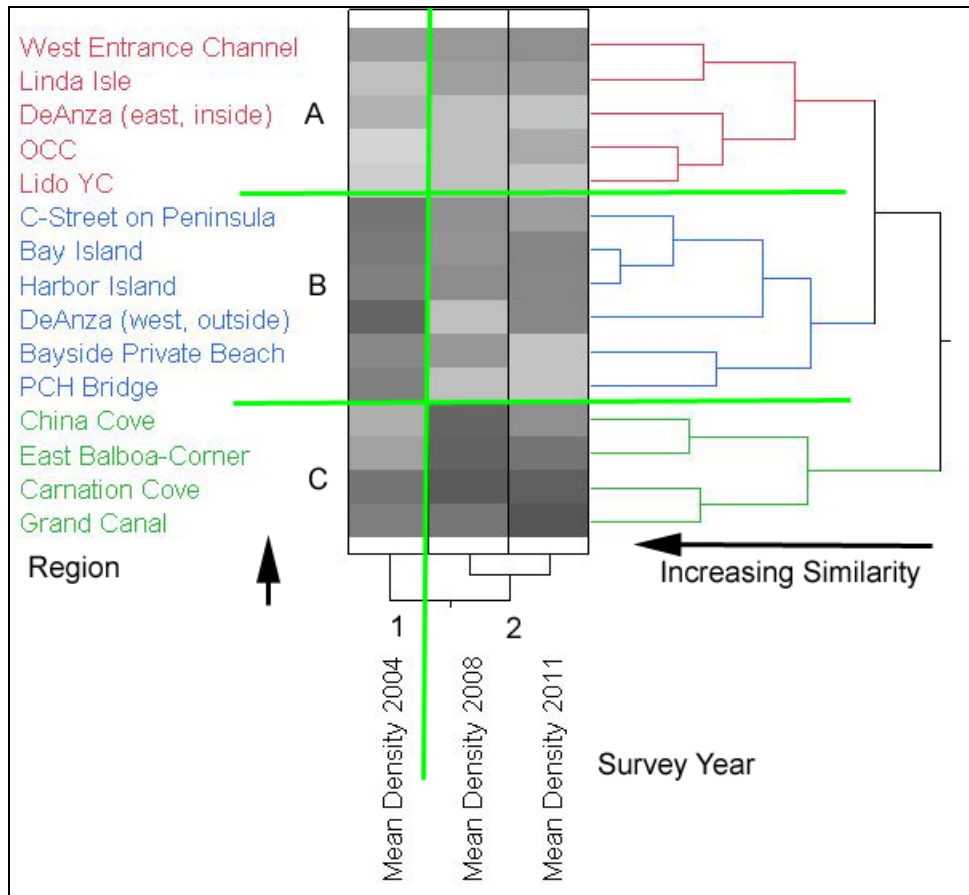 West Entrance Channel
Linda Isle
DeAnza (east, inside)
OCC
Lido YC
A
C-Street on Peninsula
Bay Island
Harbor Island
DeAnza (west, outside)
Bayside Private Beach
PCH Bridge
B
China Cove
East Balboa-Corner
Carnation Cove
Grand Canal
C
Region
Increasing Similarity
1
2
Mean Density 2004
Mean Density 2008
Mean Density 2011
Survey Year